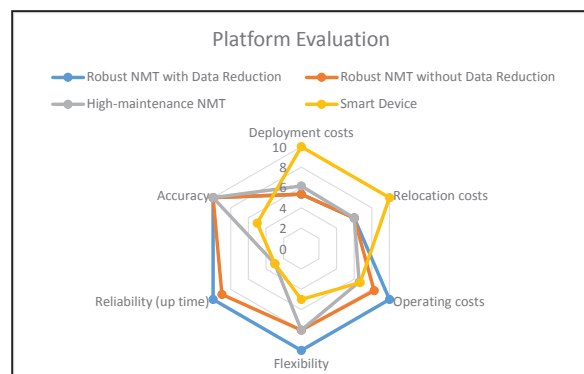 Platform Evaluation
Robust NMT with Data Reduction
Robust NMT without Data Reduction
High-maintenance NMT
Smart Device
Deployment costs
10
8
6
4
2
0
Accuracy
Relocation costs
Reliability (up time)
Operating costs
Flexibility